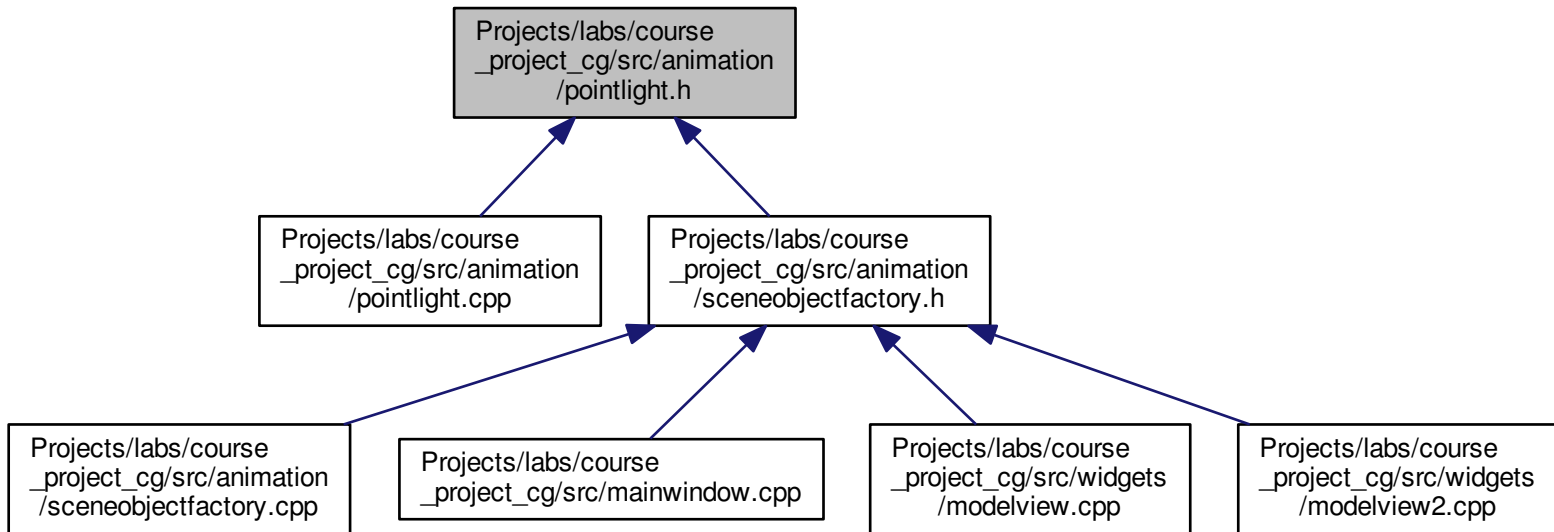 Projects/labs/course
_project_cg/src/animation
/pointlight.h
Projects/labs/course
_project_cg/src/animation
/pointlight.cpp
Projects/labs/course
_project_cg/src/animation
/sceneobjectfactory.h
Projects/labs/course
_project_cg/src/animation
/sceneobjectfactory.cpp
Projects/labs/course
_project_cg/src/mainwindow.cpp
Projects/labs/course
_project_cg/src/widgets
/modelview.cpp
Projects/labs/course
_project_cg/src/widgets
/modelview2.cpp